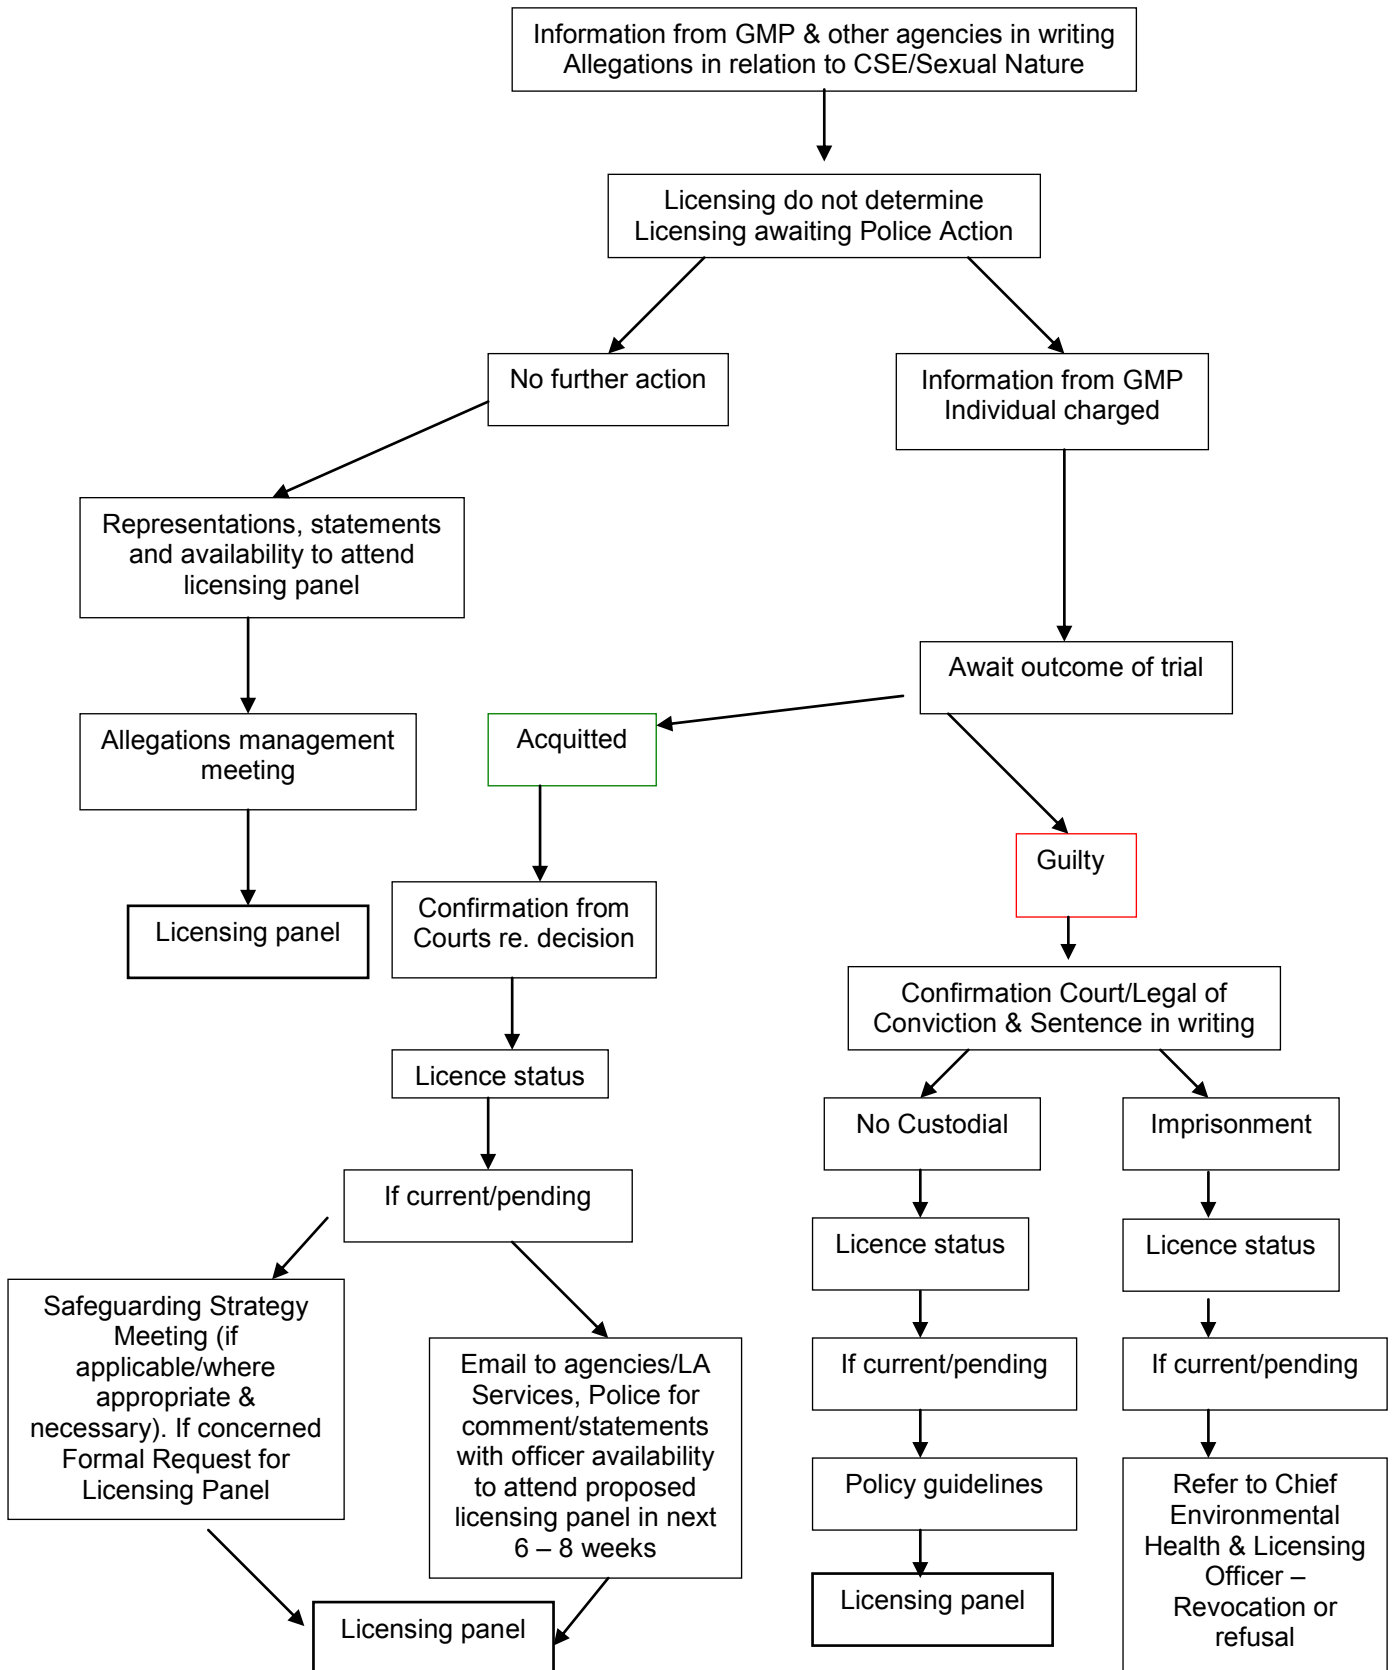 Information from GMP & other agencies in writing
Allegations in relation to CSE/Sexual Nature
Licensing do not determine
Licensing awaiting Police Action
No further action
Information from GMP
Individual charged
Representations, statements
and availability to attend
licensing panel
Await outcome of trial
Allegations management
meeting
Acquitted
Guilty
Licensing panel
Confirmation from
Courts re. decision
Confirmation Court/Legal of
Conviction & Sentence in writing
Licence status
No Custodial
Imprisonment
If current/pending
Licence status
Licence status
Safeguarding Strategy
Meeting (if
applicable/where
appropriate &
necessary). If concerned
Formal Request for
Licensing Panel
Email to agencies/LA
Services, Police for
comment/statements
with officer availability
to attend proposed
licensing panel in next
6 – 8 weeks
If current/pending
If current/pending
Policy guidelines
Refer to Chief
Environmental
Health & Licensing
Officer –
Revocation or
refusal
Licensing panel
Licensing panel